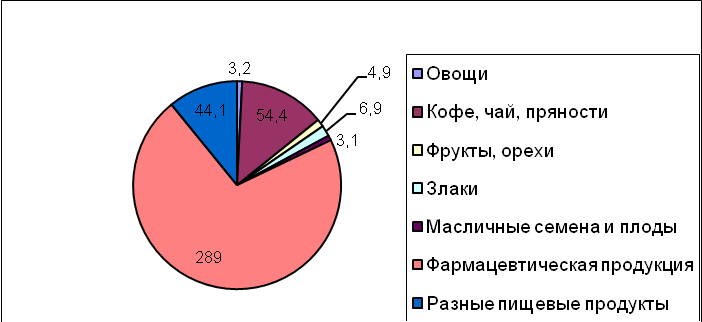 3,2
4,9
54,4
6,9
3,1
44,1
289
Овощи
Кофе, чай, пряности
Фрукты, орехи
Злаки
Масличные семена и плоды
Фармацевтическая продукция
Разные пищевые продукты